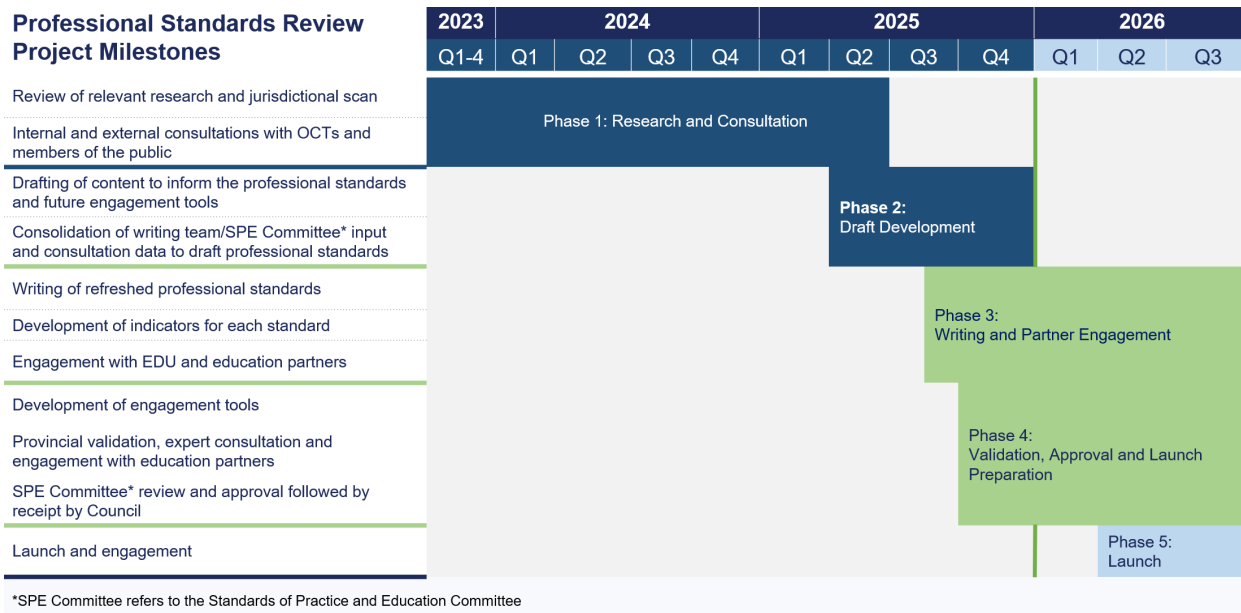 Professional Standards Review
Project Milestones
2023 2024 2025 2026
Q1-4 Q1 Q2 Q3 Q4 Q1 Q2 Q3 Q4 Q1 Q2 Q3
Review of relevant research and jurisdictional scan
Internal and external consultations with OCTs and
members of the public
Phase 1: Research and Consultation
Drafting of content to inform the professional standards
and future engagement tools
Consolidation of writing team/SPE Committee* input
and consultation data to draft professional standards
Phase 2:
Draft Development
Writing of refreshed professional standards
Development of indicators for each standard
Engagement with EDU and education partners
Phase 3:
Writing and Partner Engagement
Development of engagement tools
Provincial validation, expert consultation and
engagement with education partners
SPE Committee* review and approval followed by
receipt by Council
Phase 4:
Validation, Approval and Launch
Preparation
Launch and engagement
Phase 5:
Launch
*SPE Committee refers to the Standards of Practice and Education Committee